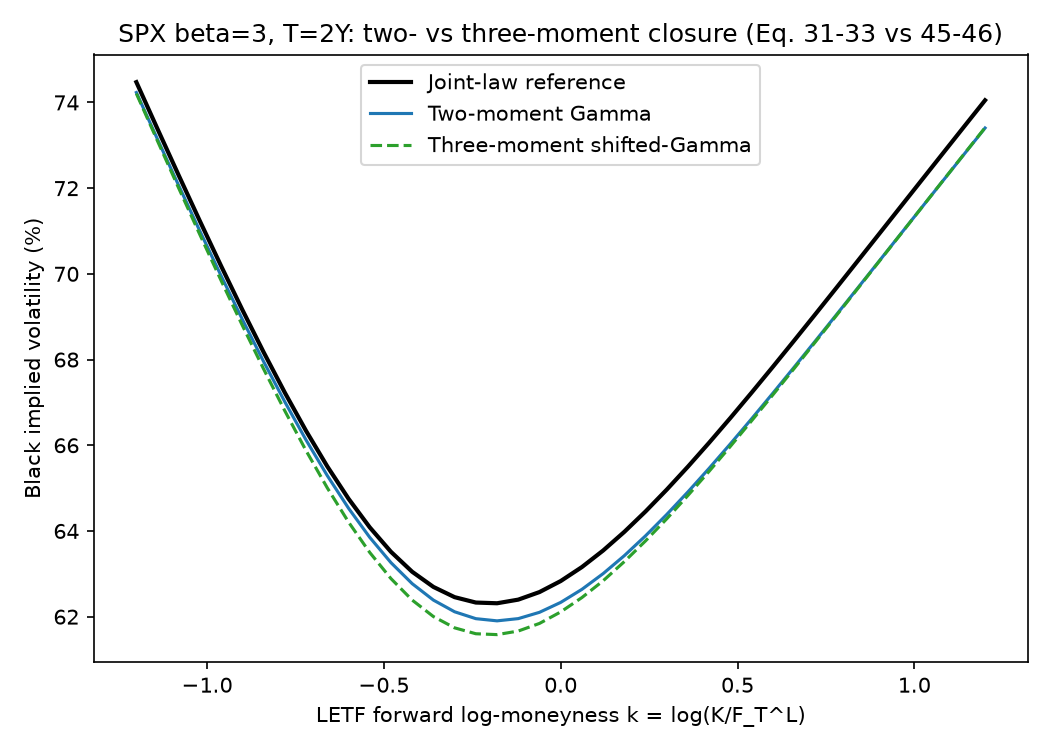 SPX beta=3, T=2Y: two- vs three-moment closure (Eq. 31-33 vs 45-46)
Joint-law reference
Two-moment Gamma
Three-moment shifted-Gamma
Black implied volatility (%)
74
72
70
68
66
64
62
−1.0
−0.5
0.0
0.5
1.0
LETF forward log-moneyness k = log(K/F_T^L)